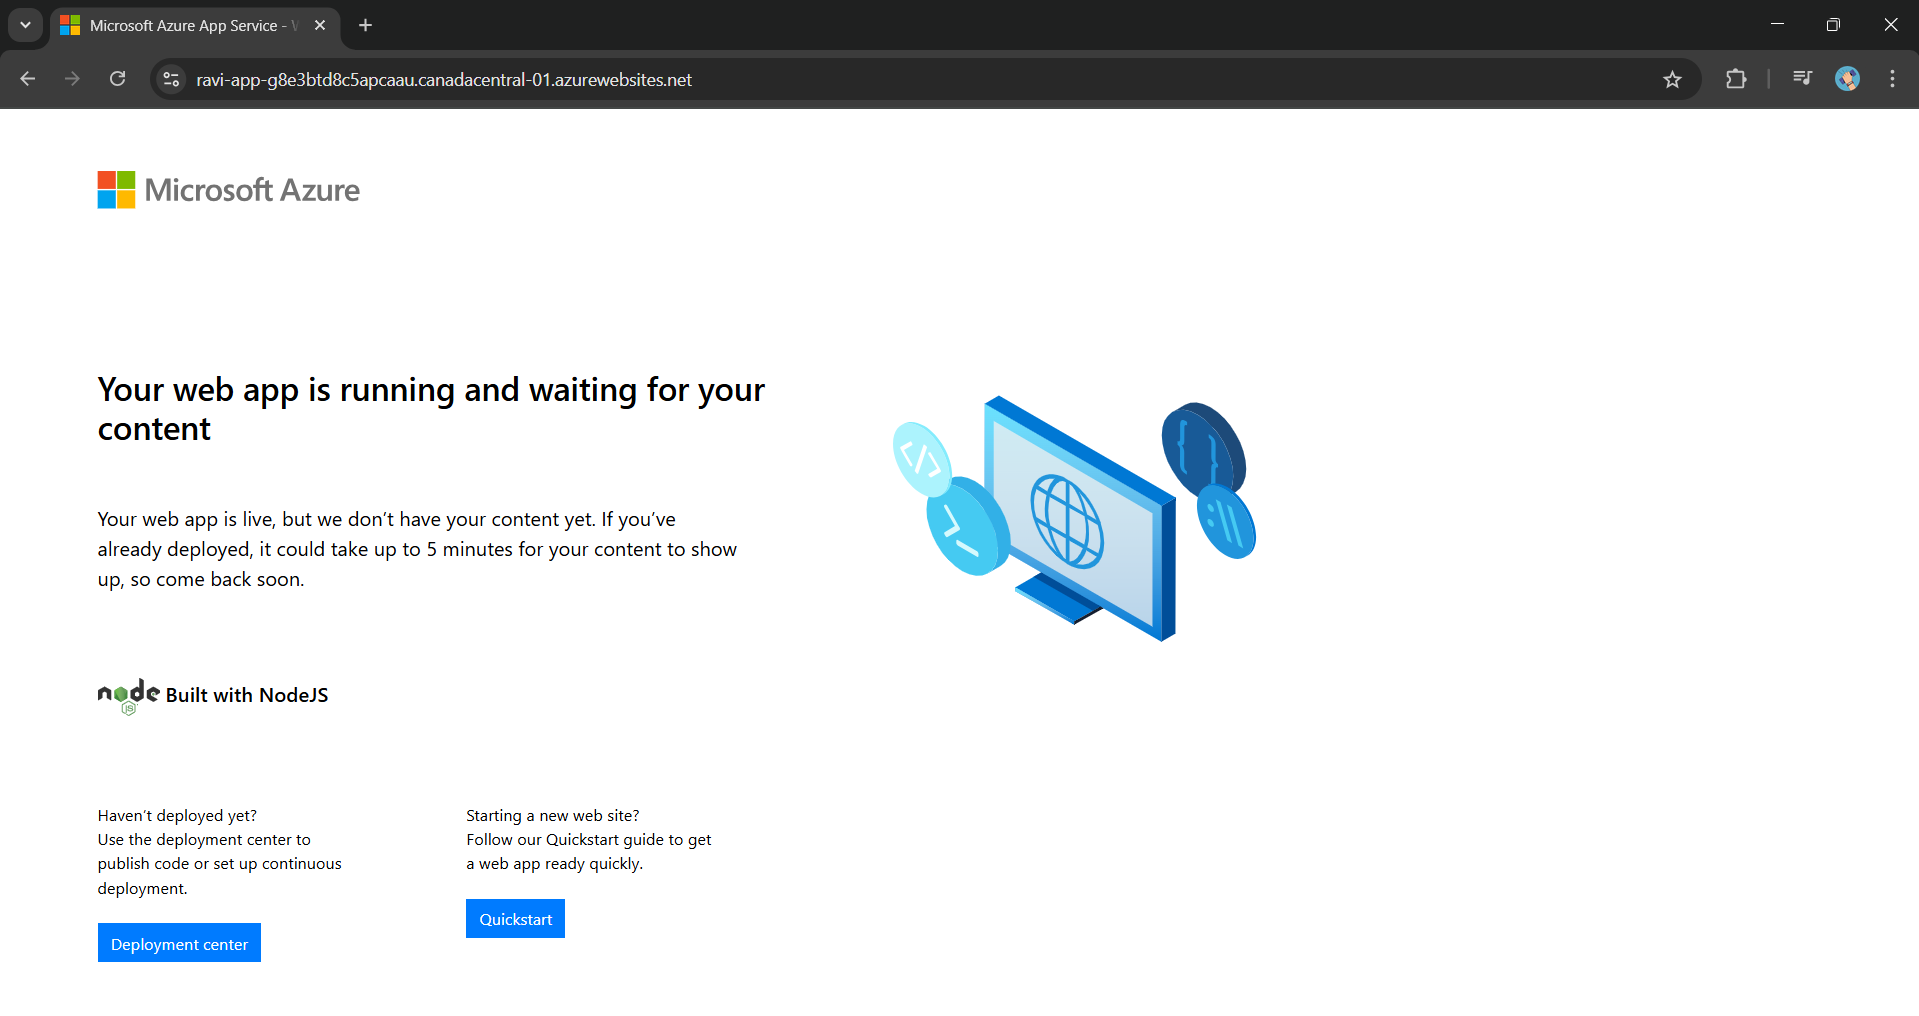 Microsoft Azure App Service -
ravi-app-g8e3btd8c5apcaau.canadacentral-01.azurewebsites.net
Microsoft Azure
Your web app is running and waiting for your
content
Your web app is live, but we don’t have your content yet. If you’ve
already deployed, it could take up to 5 minutes for your content to show
up, so come back soon.
node
JS
Built with NodeJS
Haven’t deployed yet?
Use the deployment center to
publish code or set up continuous
deployment.
Deployment center
Starting a new web site?
Follow our Quickstart guide to get
a web app ready quickly.
Quickstart